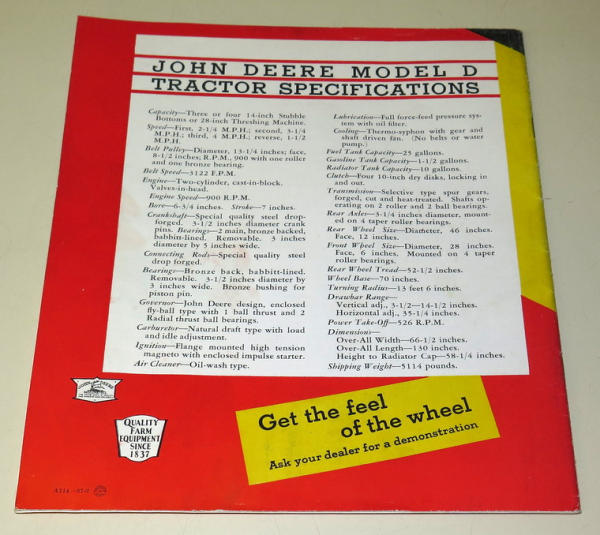 JOHN DEERE MODEL D
TRACTOR SPECIFICATIONS
Capacity—Three or four 14-inch Stubble
Bottoms or 28-inch Threshing Machine.
Speed—First, 2-1/4 M.P.H.; second, 3-1/4
M.P.H.; third, 4 M.P.H.; reverse, 1-1/2
M.P.H.
Belt Pulley—Diameter, 13-1/4 inches; face,
8-1/2 inches; R.P.M., 900 with one roller
and one bronze bearing.
Belt Speed—3122 F.P.M.
Engine—Two-cylinder, cast-in-block.
Valves-in-head.
Engine Speed—900 R.P.M.
Bore—6-3/4 inches. Stroke—7 inches.
Crankshaft—Special quality steel drop-
forged. 3-1/2 inches diameter crank
pins. Bearings—2 main, bronze backed,
babbitt-lined. Removable. 3 inches
diameter by 5 inches wide.
Connecting Rods—Special quality steel
drop forged.
Bearings—Bronze back, babbitt-lined.
Removable. 3-1/2 inches diameter by
3 inches wide. Bronze bushing for
piston pin.
Governor—John Deere design, enclosed
fly-ball type with 1 ball thrust and 2
Radial thrust ball bearings.
Carburetor—Natural draft type with load
and idle adjustment.
Ignition—Flange mounted high tension
magneto with enclosed impulse starter.
Air Cleaner—Oil-wash type.
Lubrication—Full force-feed pressure sys-
tem with oil filter.
Cooling—Thermo-syphon with gear and
shaft driven fan. (No belts or water
pump.)
Fuel Tank Capacity—25 gallons.
Gasoline Tank Capacity—1-1/2 gallons.
Radiator Tank Capacity—10 gallons.
Clutch—Four 10-inch dry disks, locking in
and out.
Transmission—Selective type spur gears,
forged, cut and heat-treated. Shafts op-
erating on 2 roller and 2 ball bearings.
Rear Axles—3-1/4 inches diameter, mount-
ed on 4 taper roller bearings.
Rear Wheel Size—Diameter, 46 inches.
Face, 12 inches.
Front Wheel Size—Diameter, 28 inches.
Face, 6 inches. Mounted on 4 taper
roller bearings.
Rear Wheel Tread—52-1/2 inches.
Wheel Base—70 inches.
Turning Radius—13 feet 6 inches.
Drawbar Range—
Vertical adj., 3-1/2—14-1/2 inches.
Horizontal adj., 35-1/4 inches.
Power Take-Off—526 R.P.M.
Dimensions—
Over-All Width—66-1/2 inches.
Over-All Length—130 inches.
Height to Radiator Cap—58-1/4 inches.
Shipping Weight—5114 pounds.
JOHN DEERE
QUALITY
FARM
EQUIPMENT
SINCE
1837
Get the feel
of the wheel
Ask your dealer for a demonstration